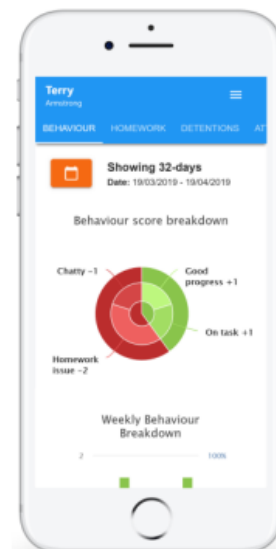 Terry
Armstrong
BEHAVIOUR HOMEWORK DETENTIONS AT
Showing 32-days
Date: 19/03/2019 - 19/04/2019
Behaviour score breakdown
Chatty -1
Good
progress +1
On task +1
Homework
issue -2
Weekly Behaviour
Breakdown
2 100%